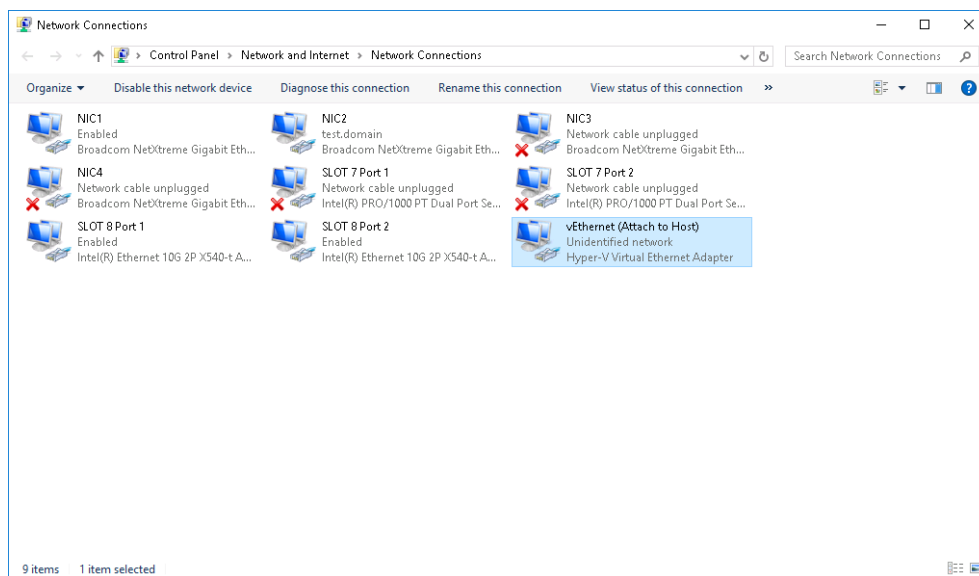 Network Connections
Control Panel > Network and Internet > Network Connections
Search Network Connections
Organize
Disable this network device
Diagnose this connection
Rename this connection
View status of this connection
»
NIC1
Enabled
Broadcom NetXtreme Gigabit Eth...
NIC2
test.domain
Broadcom NetXtreme Gigabit Eth...
NIC3
Network cable unplugged
Broadcom NetXtreme Gigabit Eth...
NIC4
Network cable unplugged
Broadcom NetXtreme Gigabit Eth...
SLOT 7 Port 1
Network cable unplugged
Intel(R) PRO/1000 PT Dual Port Se...
SLOT 7 Port 2
Network cable unplugged
Intel(R) PRO/1000 PT Dual Port Se...
SLOT 8 Port 1
Enabled
Intel(R) Ethernet 10G 2P X540-t A...
SLOT 8 Port 2
Enabled
Intel(R) Ethernet 10G 2P X540-t A...
vEthernet (Attach to Host)
Unidentified network
Hyper-V Virtual Ethernet Adapter
9 items
1 item selected